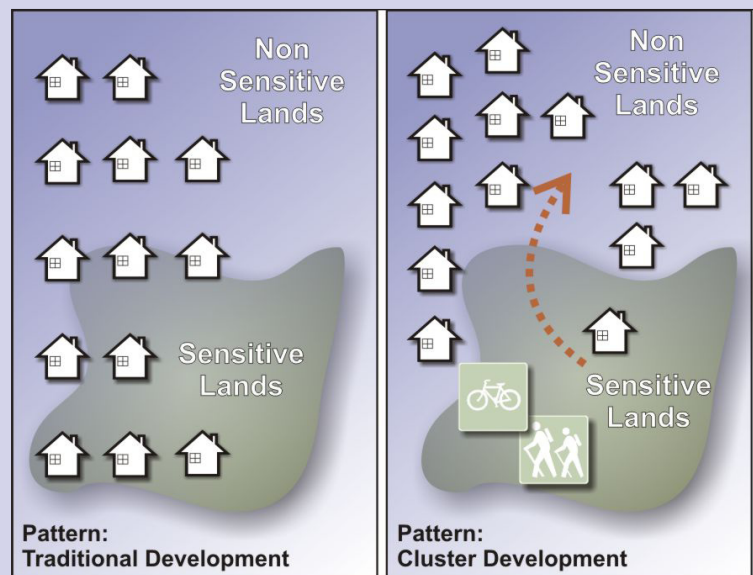 Non
Sensitive
Lands
Sensitive
Lands
Pattern:
Traditional Development
Non
Sensitive
Lands
Sensitive
Lands
Pattern:
Cluster Development